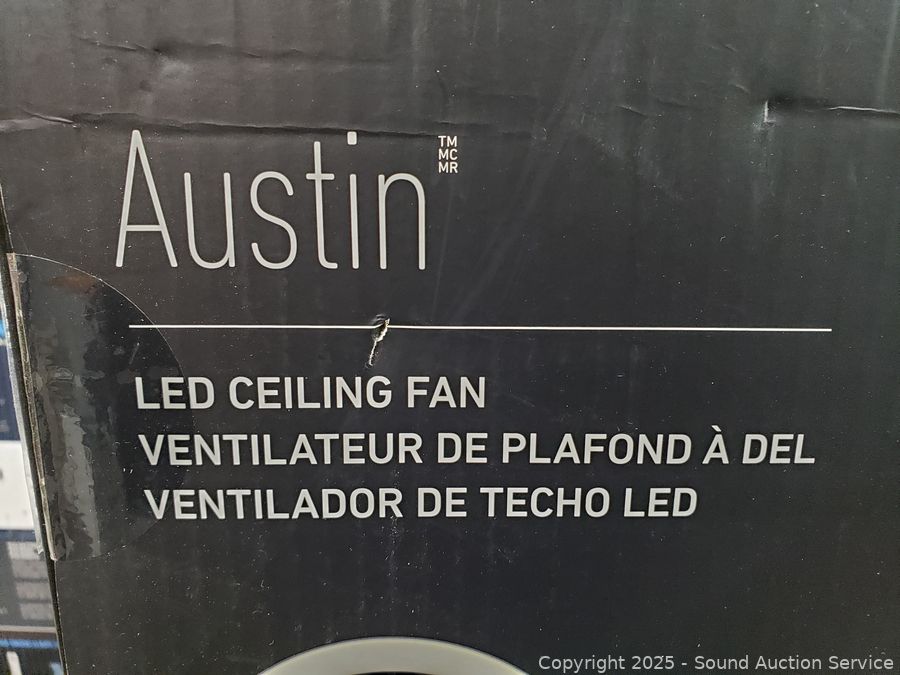 Austin
TM
MC
MR
LED CEILING FAN
VENTILATEUR DE PLAFOND À DEL
VENTILADOR DE TECHO LED
Copyright 2025 - Sound Auction Service